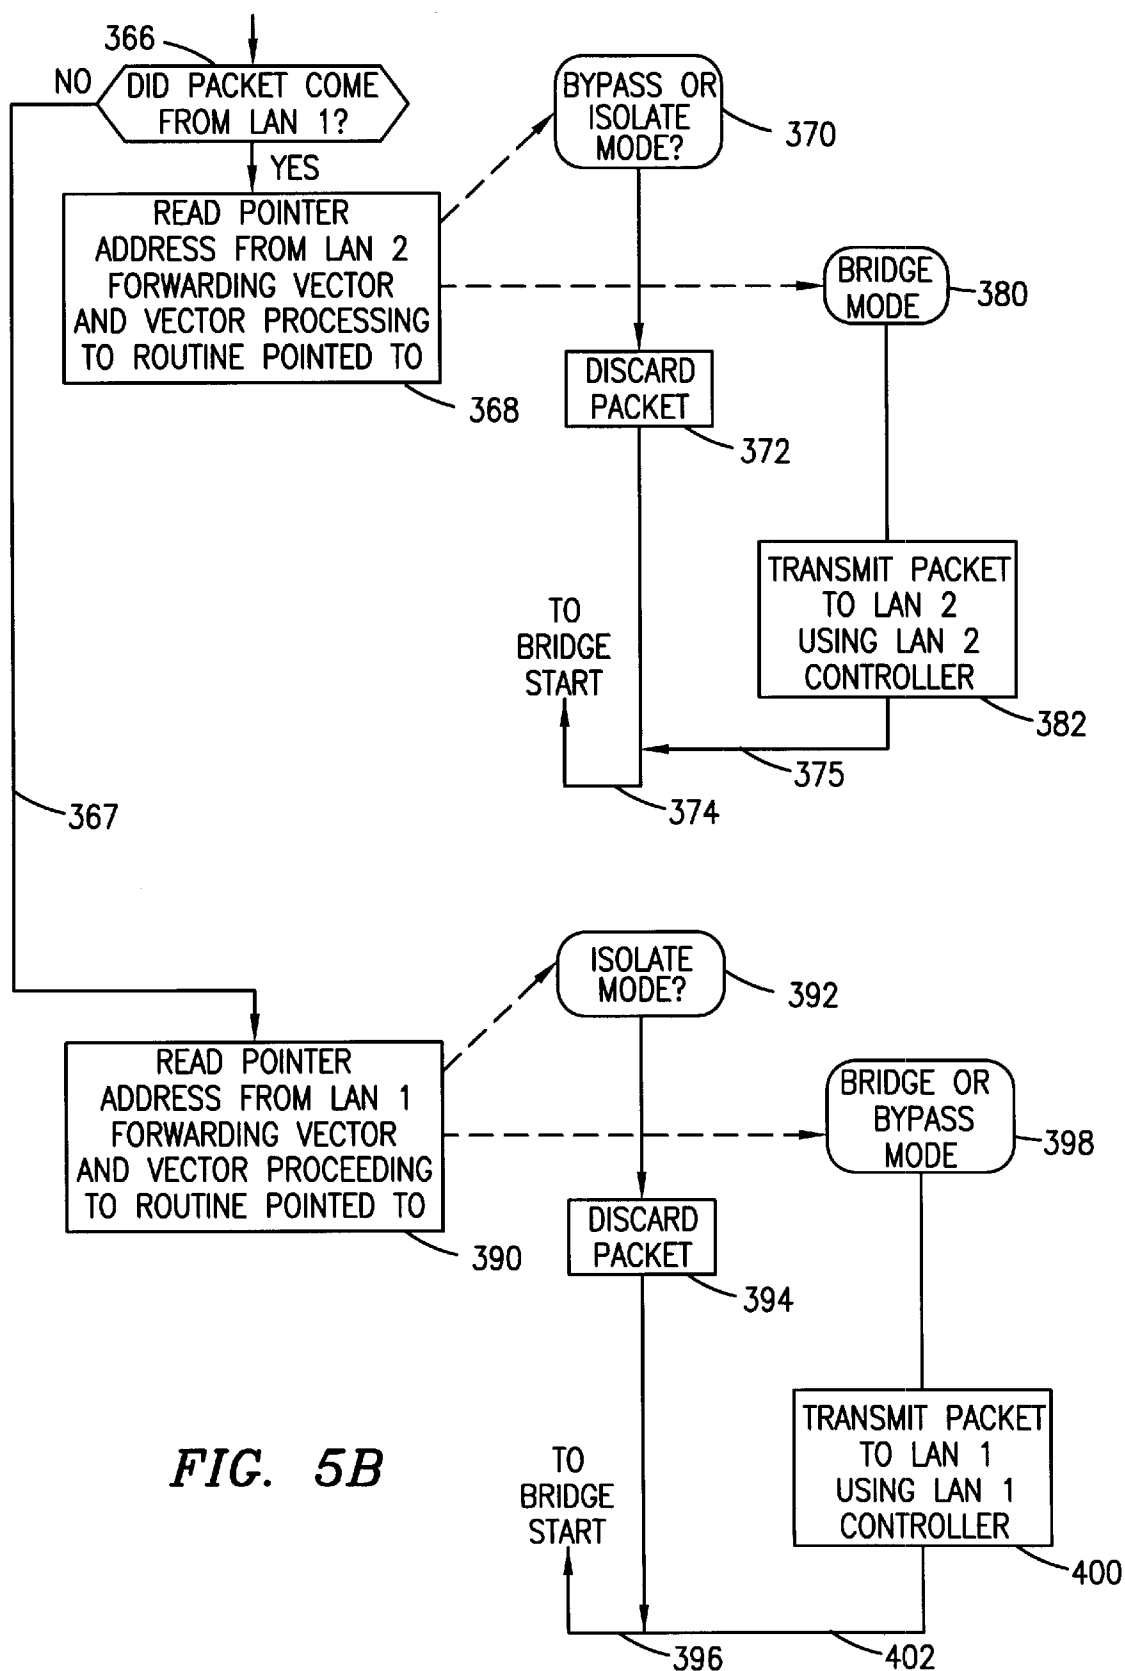 366
NO
DID PACKET COME
FROM LAN 1?
YES
BYPASS OR
ISOLATE
MODE?
370
READ POINTER
ADDRESS FROM LAN 2
FORWARDING VECTOR
AND VECTOR PROCESSING
TO ROUTINE POINTED TO
368
BRIDGE
MODE
380
DISCARD
PACKET
372
TRANSMIT PACKET
TO LAN 2
USING LAN 2
CONTROLLER
382
TO
BRIDGE
START
375
374
367
ISOLATE
MODE?
392
READ POINTER
ADDRESS FROM LAN 1
FORWARDING VECTOR
AND VECTOR PROCEEDING
TO ROUTINE POINTED TO
390
BRIDGE OR
BYPASS
MODE
398
DISCARD
PACKET
394
TRANSMIT PACKET
TO LAN 1
USING LAN 1
CONTROLLER
400
TO
BRIDGE
START
396
402
FIG. 5B